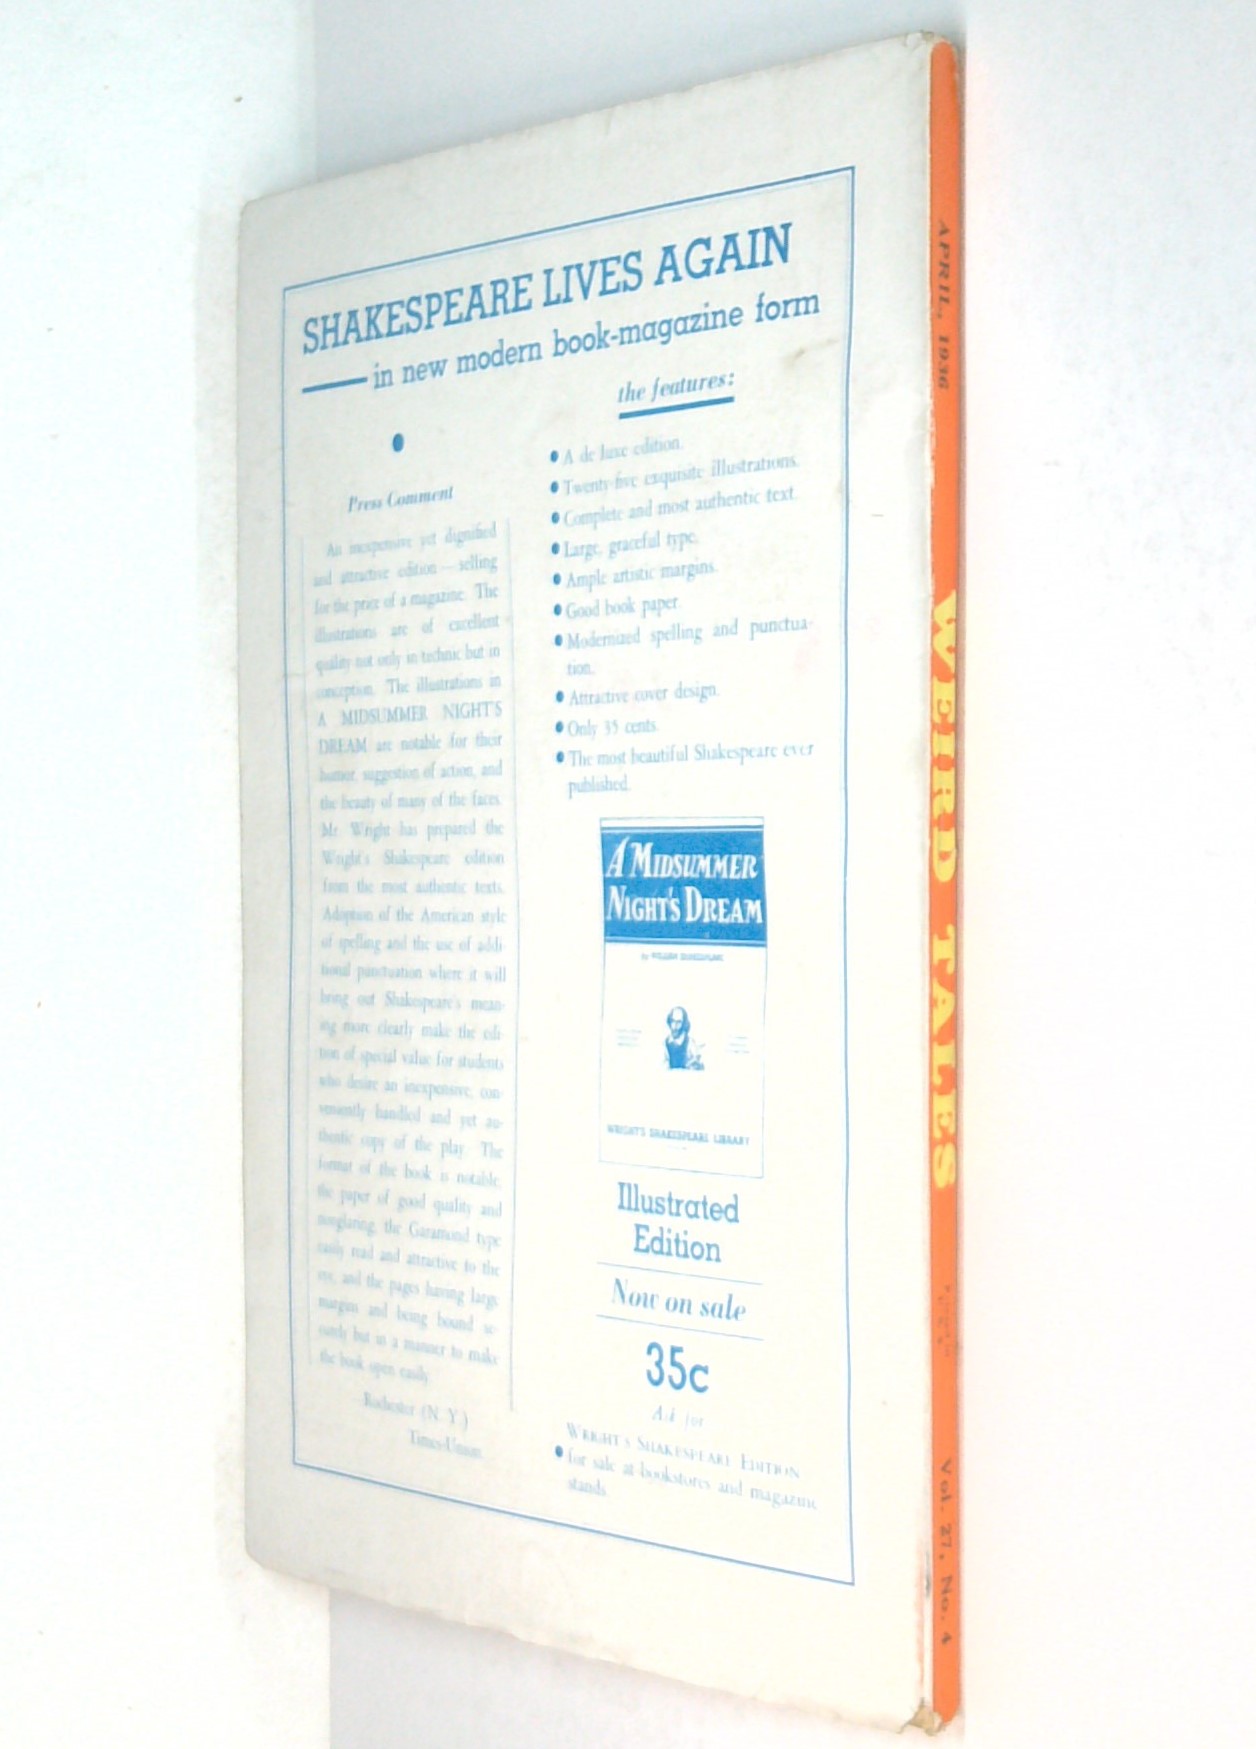 SHAKESPEARE LIVES AGAIN
in new modern book-magazine form
Press Comment
An inexpensive yet dignified
and attractive edition — selling
for the price of a magazine. The
illustrations are of excellent
quality not only in technic but in
conception. The illustrations in
A MIDSUMMER NIGHT'S
DREAM are notable for their
humor, suggestion of action, and
the beauty of many of the faces.
Mr. Wright has prepared the
Wright's Shakespeare edition
from the most authentic texts.
Adoption of the American style
of spelling and the use of addi-
tional punctuation where it will
bring out Shakespeare's mean-
ing more clearly make the edi-
tion of special value for students
who desire an inexpensive, con-
veniently handled and yet au-
thentic copy of the play. The
format of the book is notable,
the paper of good quality and
nonglaring, the Garamond type
easily read and attractive to the
eye, and the pages having large
margins and being bound se-
curely but in a manner to make
the book open easily.
Rochester (N. Y.)
Times-Union
the features:
A de luxe edition.
Twenty-five exquisite illustrations.
Complete and most authentic text.
Large, graceful type.
Ample artistic margins.
Good book paper.
Modernized spelling and punctua-
tion.
Attractive cover design.
Only 35 cents.
The most beautiful Shakespeare ever
published.
A MIDSUMMER
NIGHT'S DREAM
by WILLIAM SHAKESPEARE
WRIGHT'S SHAKESPEARE LIBRARY
Illustrated
Edition
Now on sale
35c
Ask for
WRIGHT'S SHAKESPEARE EDITION
for sale at bookstores and magazine
stands.
APRIL, 1936
WEIRD TALES
Vol. 27, No. 4